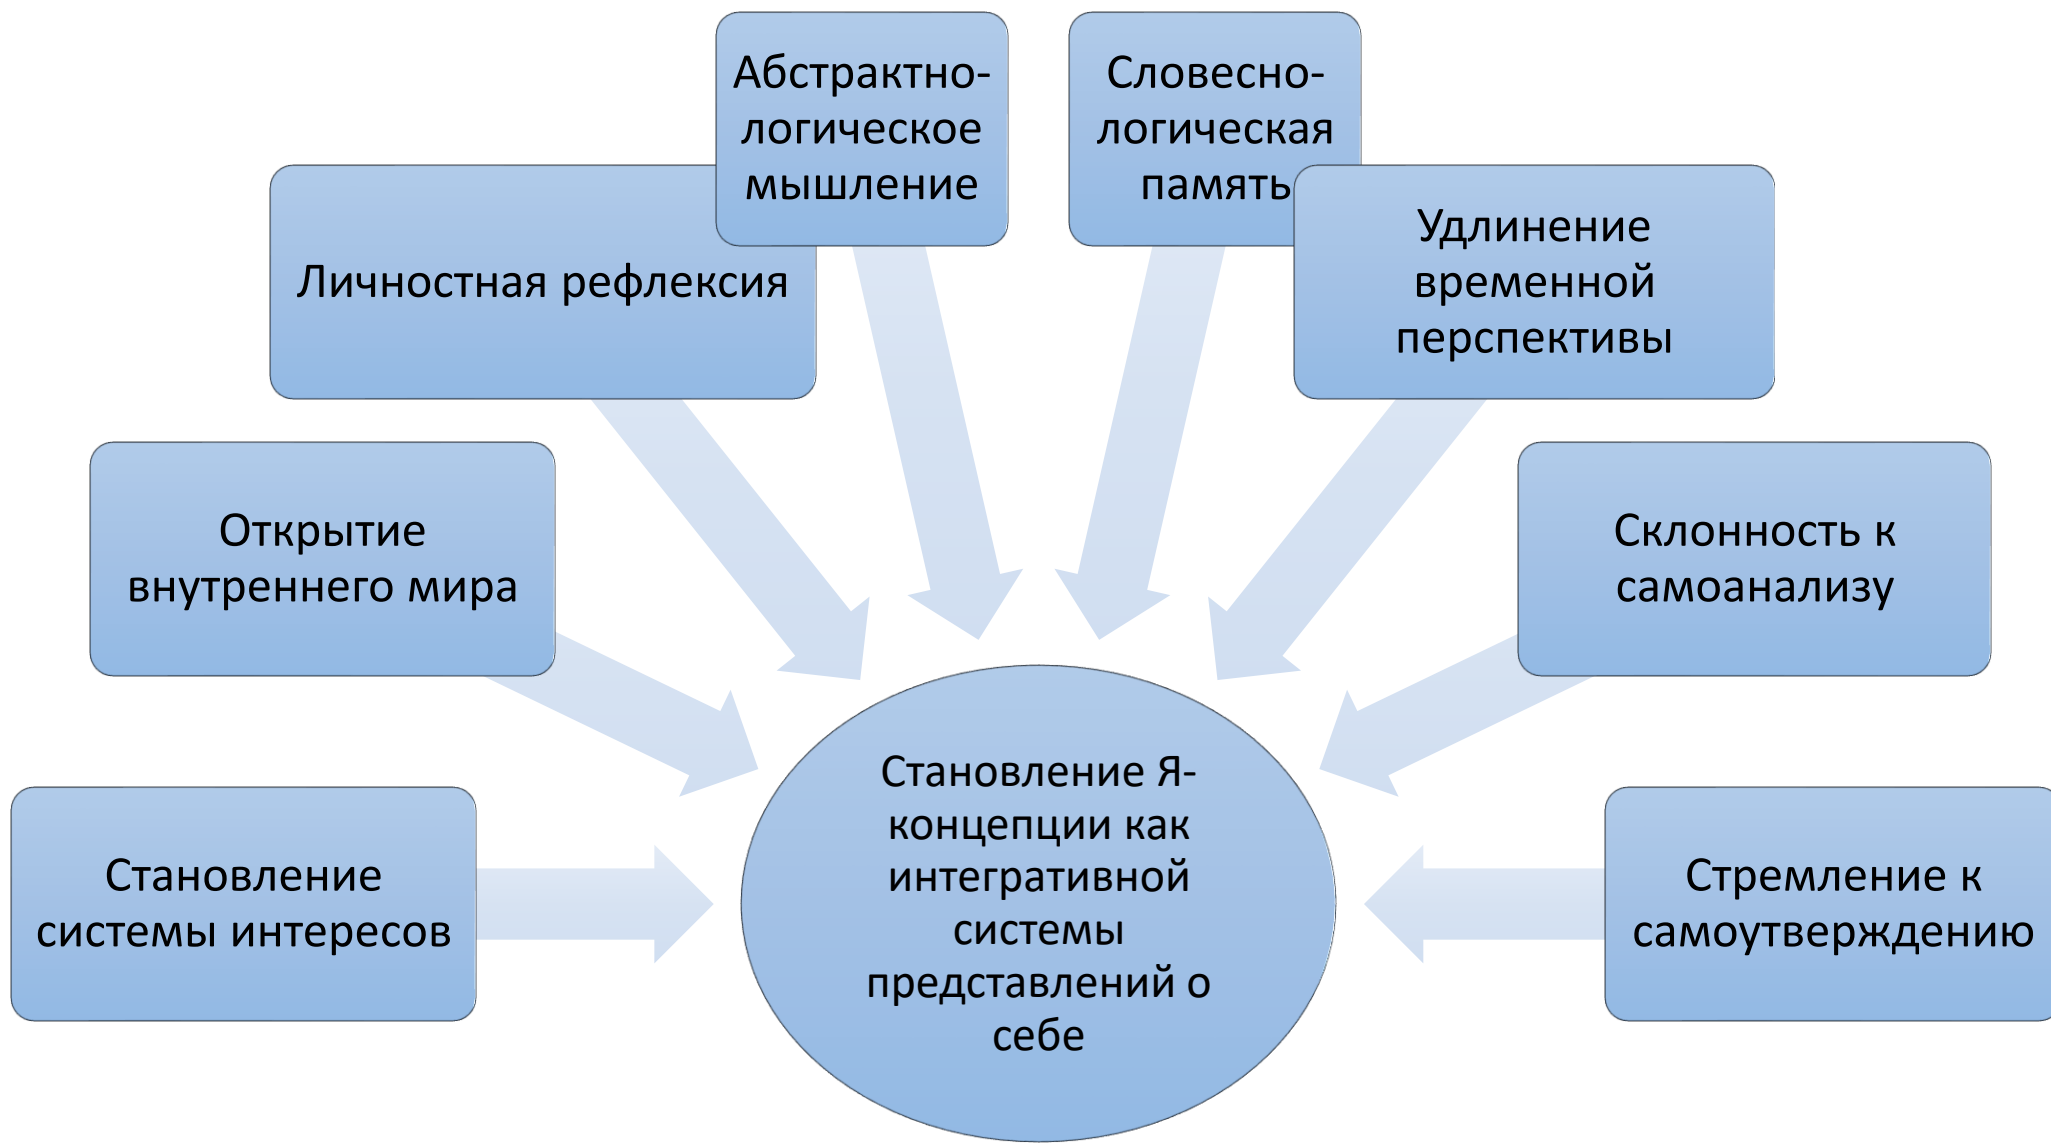 Абстрактно-
логическое
мышление
Словесно-
логическая
память
Личностная рефлексия
Удлинение
временной
перспективы
Открытие
внутреннего мира
Склонность к
самоанализу
Становление
системы интересов
Становление Я-
концепции как
интегративной
системы
представлений о
себе
Стремление к
самоутверждению